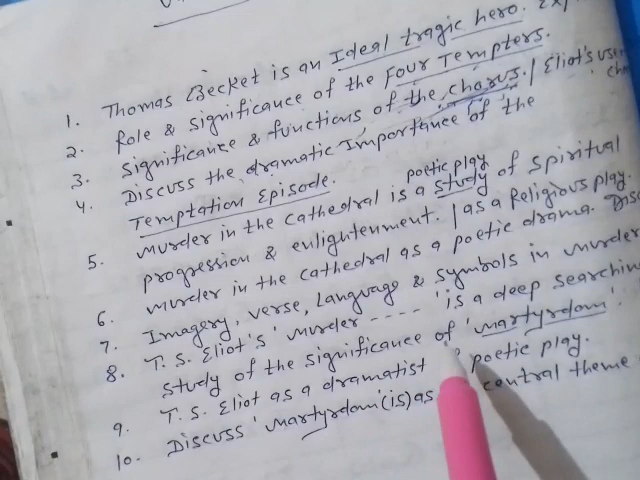 1. Thomas Becket is an Ideal tragic hero.
2. Role & significance of the Four Tempters.
3. Significance & functions of the chorus. / Eliot's use
4. Discuss the dramatic Importance of the
Temptation Episode.
poetic play
5. Murder in the cathedral is a study of spiritual
progression & enlightenment. / as a Religious play.
6. Murder in the cathedral as a poetic drama. Disc
7. Imagery, verse, Language & symbols in Murder
8. T. S. Eliot's 'Murder ---- 'is a deep searching
study of the significance of 'martyrdom'.
9. T. S. Eliot as a dramatist poetic play.
10. Discuss 'Martyrdom' (is) as central theme